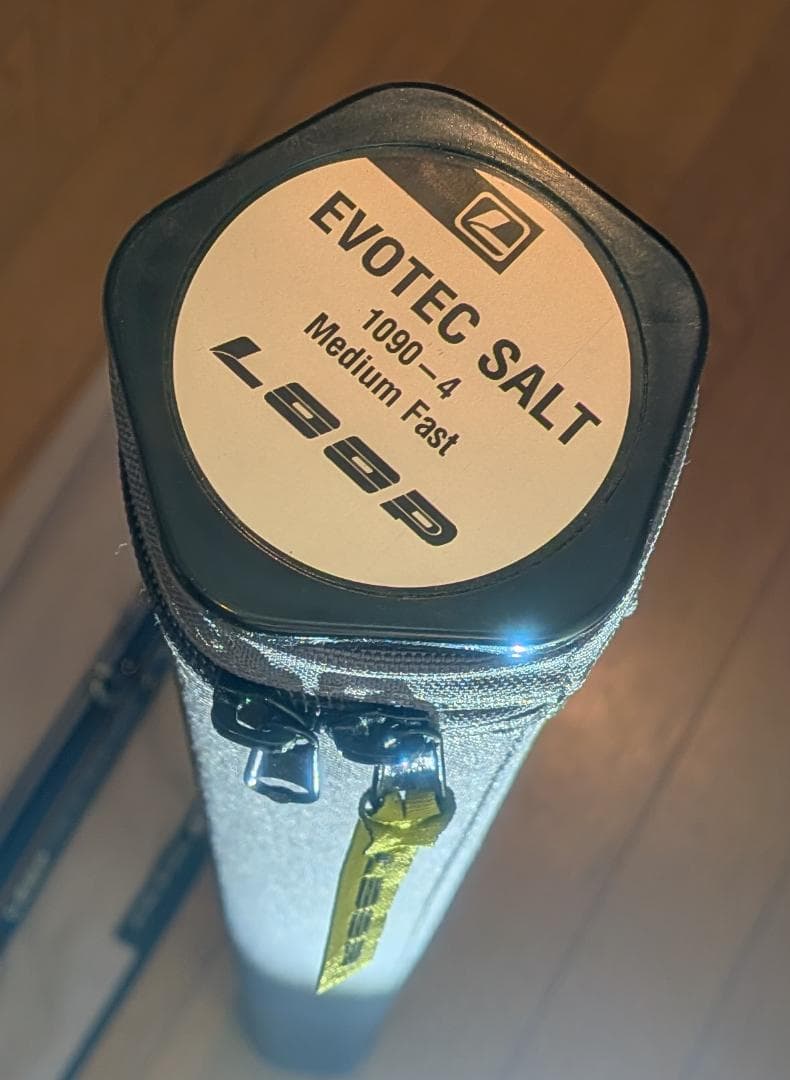 EVOTEC SALT
1090-4
Medium Fast
LOOP